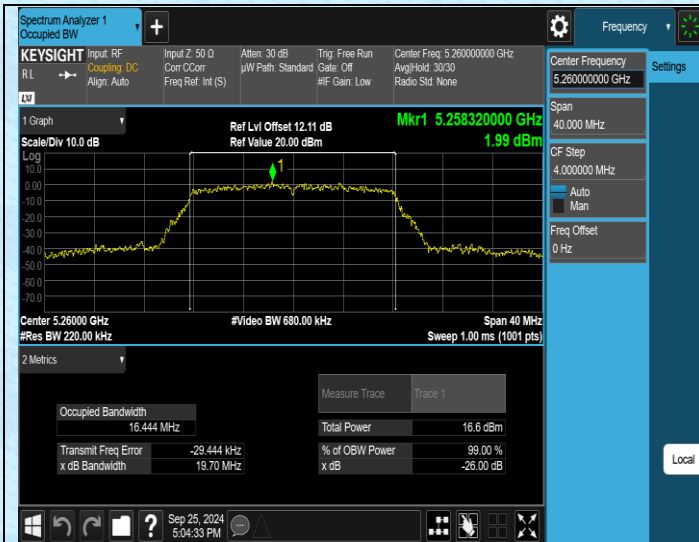 Spectrum Analyzer 1
Occupied BW
+
Frequency
KEYSIGHT
RL
LXI
Input: RF
Coupling: DC
Align: Auto
Input Z: 50 Ω
Corr CCorr
Freq Ref: Int (S)
Atten: 30 dB
µW Path: Standard
Trig: Free Run
Gate: Off
#IF Gain: Low
Center Freq: 5.260000000 GHz
Avg|Hold: 30/30
Radio Std: None
Center Frequency
5.260000000 GHz
Settings
Span
40.000 MHz
CF Step
4.000000 MHz
Auto
Man
Freq Offset
0 Hz
Local
1 Graph
Scale/Div 10.0 dB
Ref Lvl Offset 12.11 dB
Ref Value 20.00 dBm
Mkr1 5.258320000 GHz
1.99 dBm
Log
10.0
0.00
-10.0
-20.0
-30.0
-40.0
-50.0
-60.0
-70.0
1
Center 5.26000 GHz
#Res BW 220.00 kHz
#Video BW 680.00 kHz
Span 40 MHz
Sweep 1.00 ms (1001 pts)
2 Metrics
Measure Trace
Trace 1
Occupied Bandwidth
16.444 MHz
Total Power
16.6 dBm
Transmit Freq Error
-29.444 kHz
% of OBW Power
99.00 %
x dB Bandwidth
19.70 MHz
x dB
-26.00 dB
?
Sep 25, 2024
5:04:33 PM